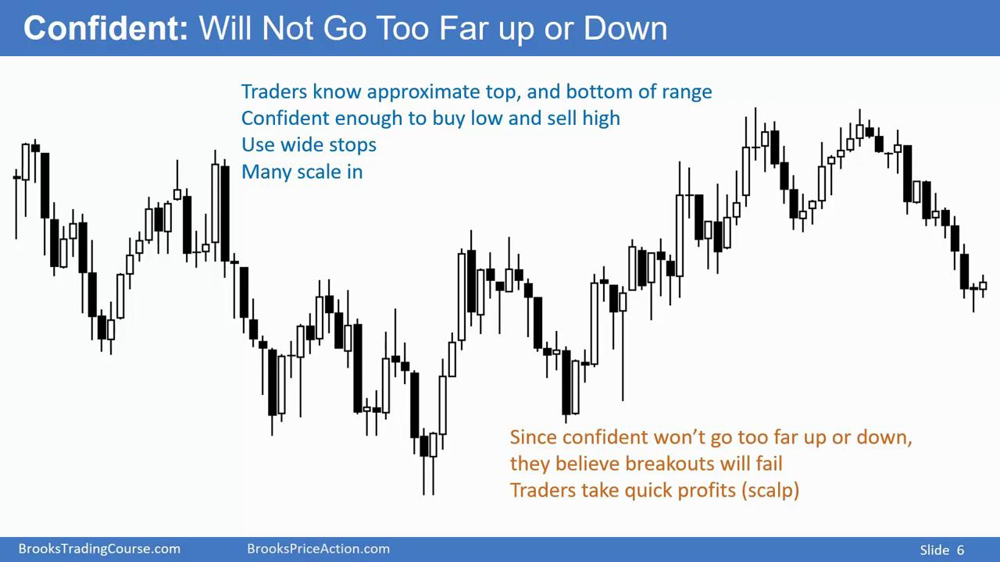 Confident: Will Not Go Too Far up or Down
Traders know approximate top, and bottom of range
Confident enough to buy low and sell high
Use wide stops
Many scale in
Since confident won’t go too far up or down,
they believe breakouts will fail
Traders take quick profits (scalp)
BrooksTradingCourse.com
BrooksPriceAction.com
Slide 6